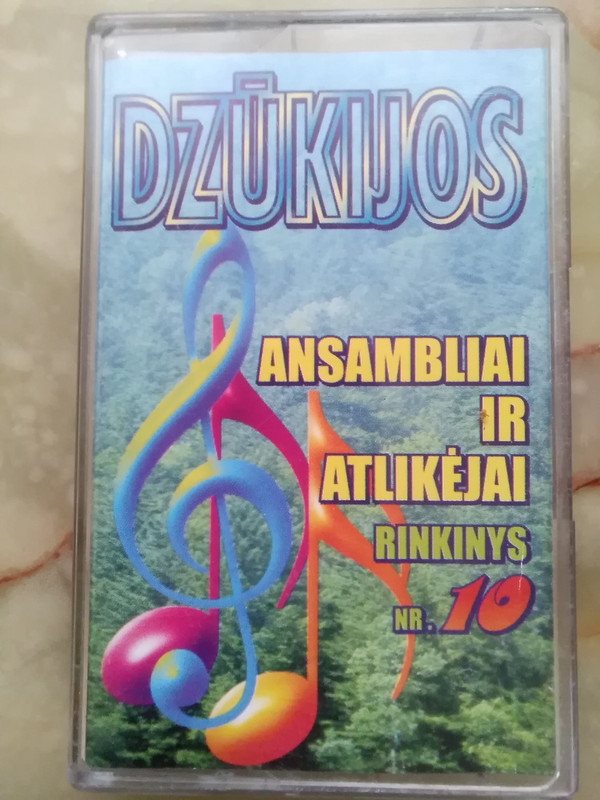 DZŪKIJOS
ANSAMBLIAI
IR
ATLIKĖJAI
RINKINYS
NR. 10